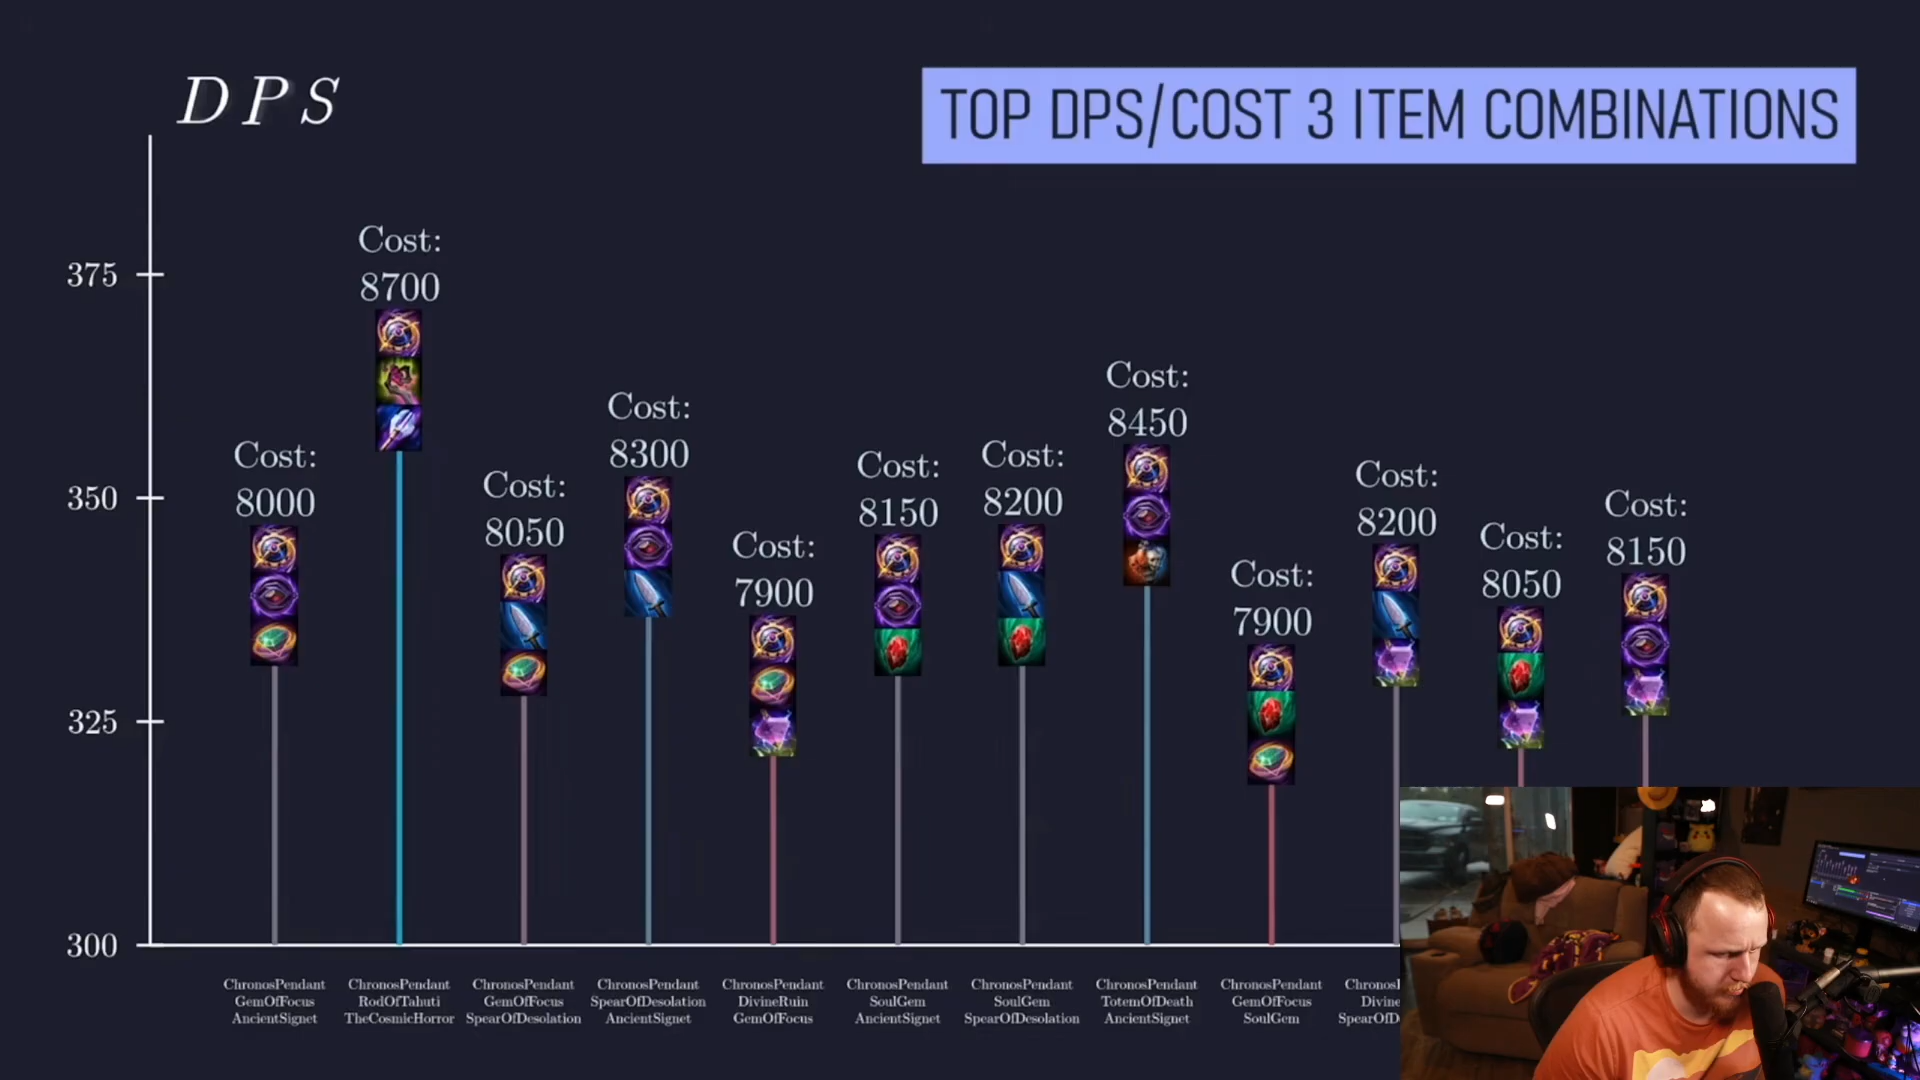 DPS
TOP DPS/COST 3 ITEM COMBINATIONS
375
350
325
300
Cost:
8000
Cost:
8700
Cost:
8050
Cost:
8300
Cost:
7900
Cost:
8150
Cost:
8200
Cost:
8450
Cost:
7900
Cost:
8200
Cost:
8050
Cost:
8150
ChronosPendant
GemOfFocus
AncientSignet
ChronosPendant
RodOfTahuti
TheCosmicHorror
ChronosPendant
GemOfFocus
SpearOfDesolation
ChronosPendant
SpearOfDesolation
AncientSignet
ChronosPendant
DivineRuin
GemOfFocus
ChronosPendant
SoulGem
AncientSignet
ChronosPendant
SoulGem
SpearOfDesolation
ChronosPendant
TotemOfDeath
AncientSignet
ChronosPendant
GemOfFocus
SoulGem